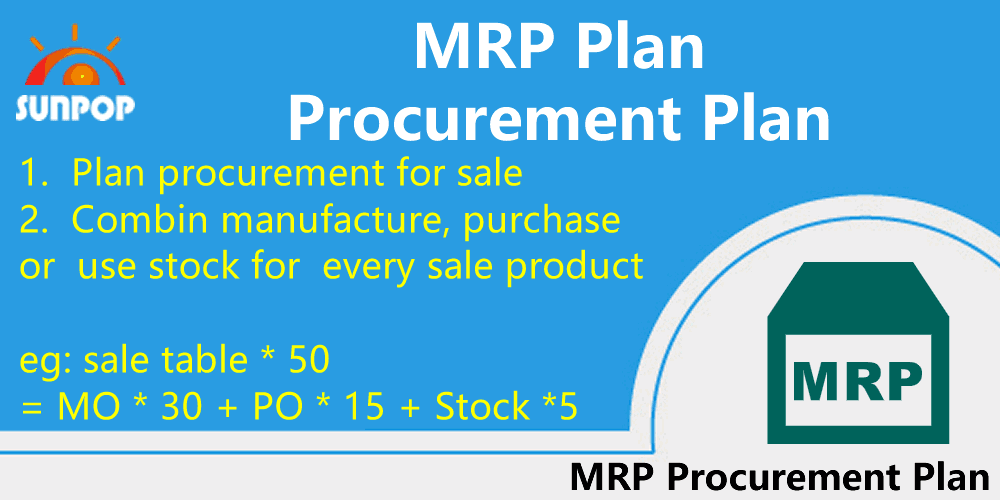 SUNPOP
MRP Plan
Procurement Plan
1. Plan procurement for sale
2. Combin manufacture, purchase
or use stock for every sale product
eg: sale table * 50
= MO * 30 + PO * 15 + Stock *5
MRP
MRP Procurement Plan